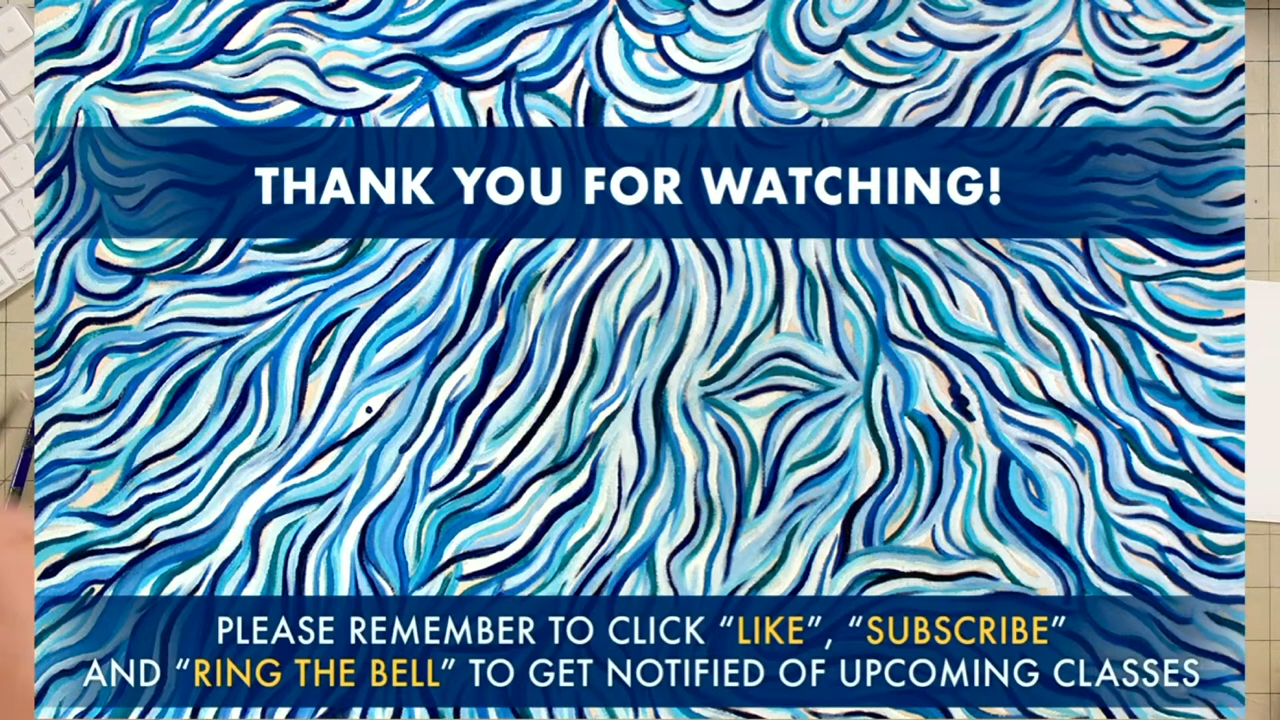 THANK YOU FOR WATCHING!
PLEASE REMEMBER TO CLICK “LIKE”, “SUBSCRIBE”
AND “RING THE BELL” TO GET NOTIFIED OF UPCOMING CLASSES